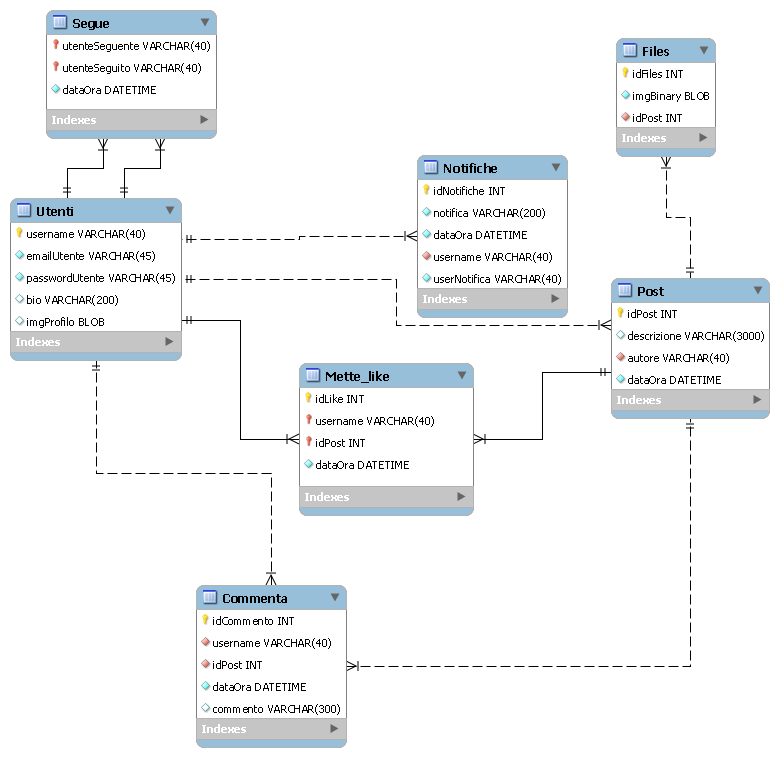 Segue
utenteSeguente VARCHAR(40)
utenteSeguito VARCHAR(40)
dataOra DATETIME
Indexes
Files
idFiles INT
imgBinary BLOB
idPost INT
Indexes
Notifiche
idNotifiche INT
notifica VARCHAR(200)
dataOra DATETIME
username VARCHAR(40)
userNotifica VARCHAR(40)
Indexes
Utenti
username VARCHAR(40)
emailUtente VARCHAR(45)
passwordUtente VARCHAR(45)
bio VARCHAR(200)
imgProfilo BLOB
Indexes
Post
idPost INT
descrizione VARCHAR(3000)
autore VARCHAR(40)
dataOra DATETIME
Indexes
Mette_like
idLike INT
username VARCHAR(40)
idPost INT
dataOra DATETIME
Indexes
Commenta
idCommento INT
username VARCHAR(40)
idPost INT
dataOra DATETIME
commento VARCHAR(300)
Indexes